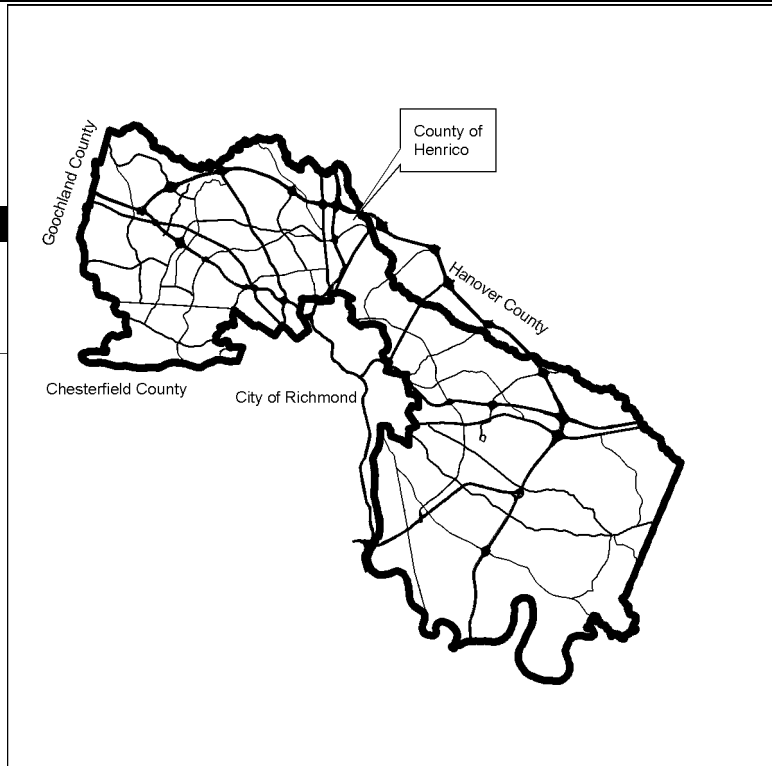 County of
Henrico
Goochland County
Hanover County
Chesterfield County
City of Richmond